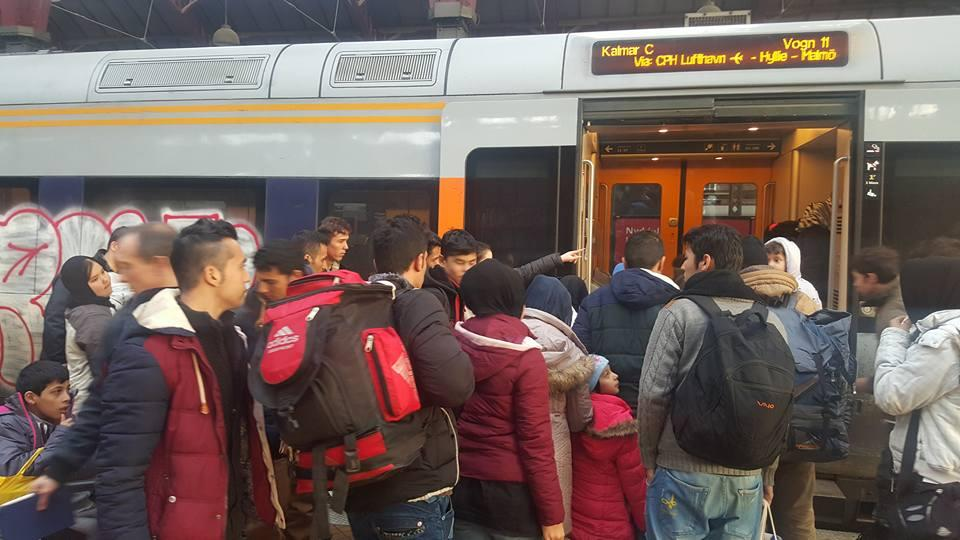 Kalmar C Vogn 11
Via: CPH Lufthavn - Hyllie - Malmö
adidas
VAIO